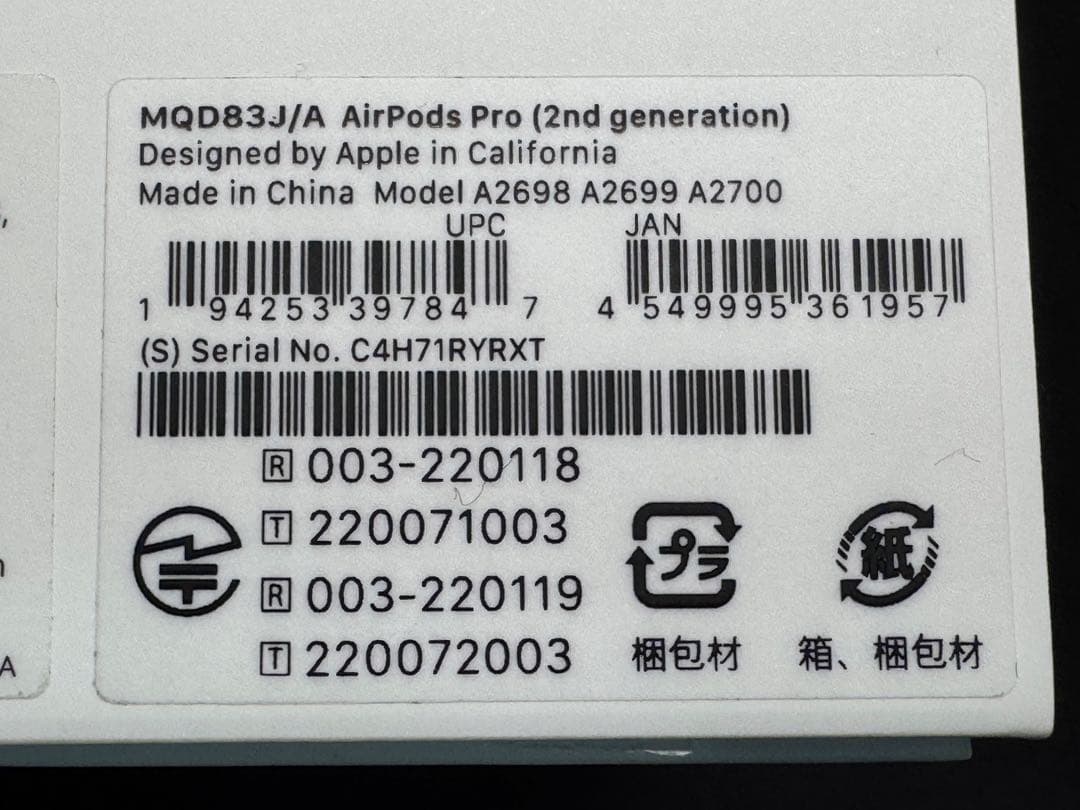 MQD83J/A AirPods Pro (2nd generation)
Designed by Apple in California
Made in China Model A2698 A2699 A2700
UPC JAN
1 94253 39784 7 4 549995 361957
(S) Serial No. C4H71RYRXT
R 003-220118
T 220071003
R 003-220119
T 220072003
プラ
紙
梱包材
箱、梱包材
A